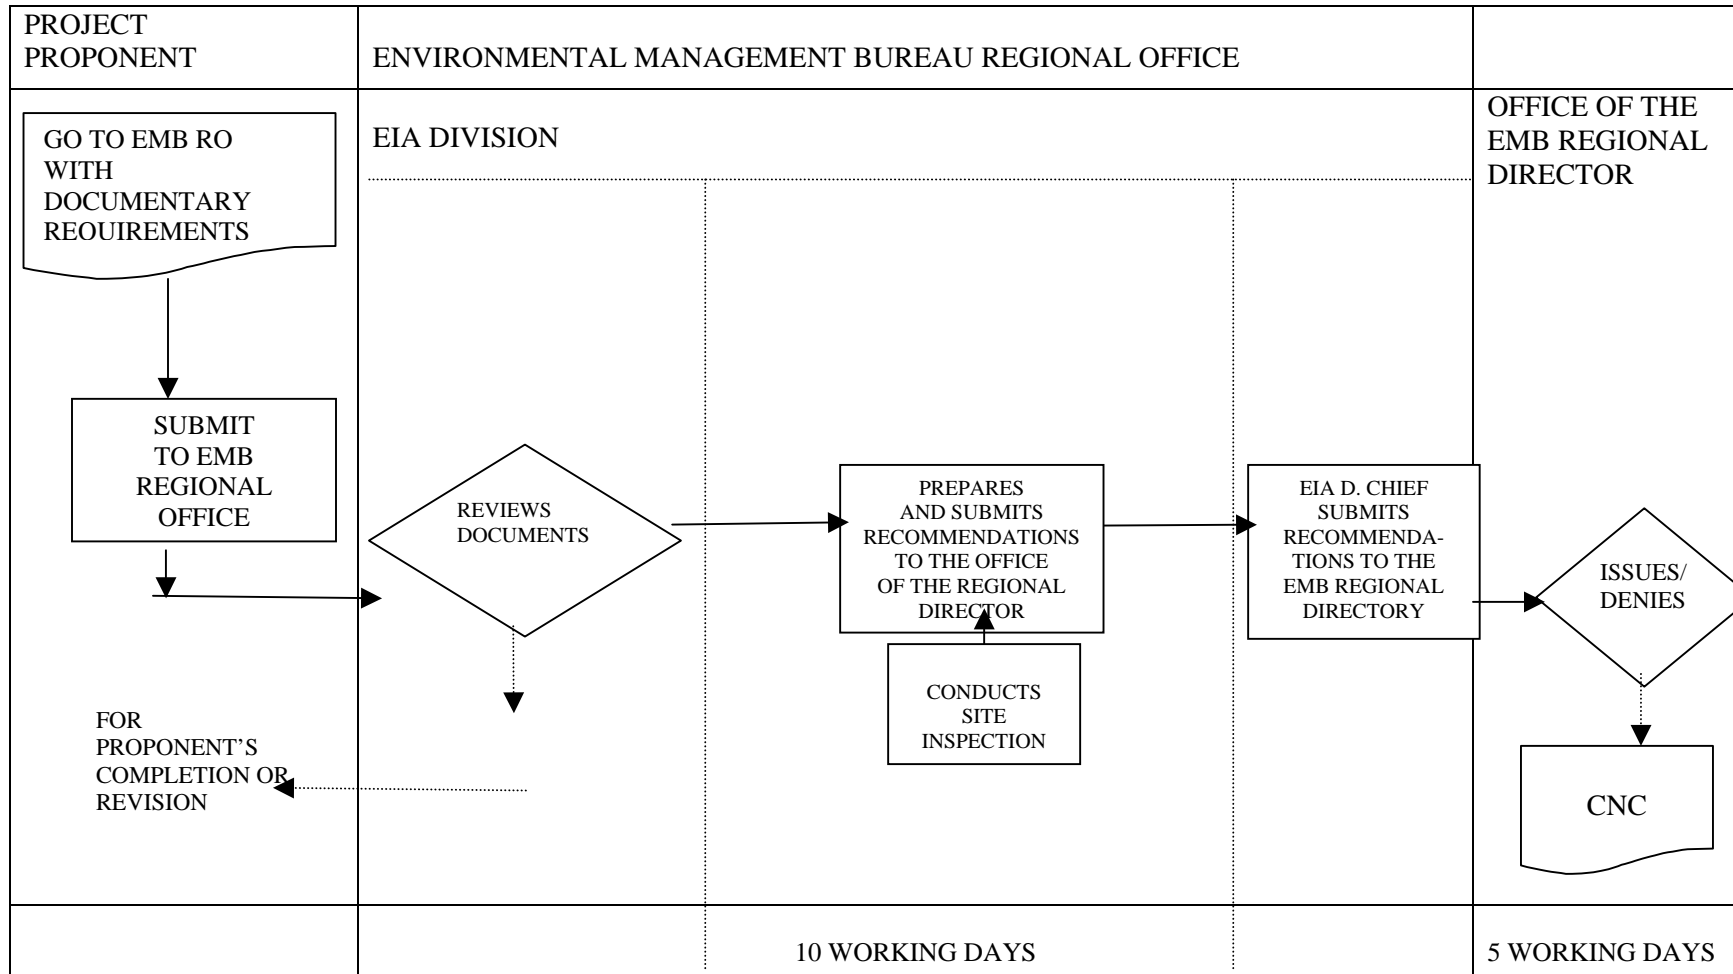 PROJECT
PROPONENT
ENVIRONMENTAL MANAGEMENT BUREAU REGIONAL OFFICE
GO TO EMB RO
WITH
DOCUMENTARY
REOUIREMENTS
EIA DIVISION
OFFICE OF THE
EMB REGIONAL
DIRECTOR
SUBMIT
TO EMB
REGIONAL
OFFICE
REVIEWS
DOCUMENTS
PREPARES
AND SUBMITS
RECOMMENDATIONS
TO THE OFFICE
OF THE REGIONAL
DIRECTOR
EIA D. CHIEF
SUBMITS
RECOMMENDA-
TIONS TO THE
EMB REGIONAL
DIRECTORY
ISSUES/
DENIES
CONDUCTS
SITE
INSPECTION
FOR
PROPONENT’S
COMPLETION OR
REVISION
CNC
10 WORKING DAYS
5 WORKING DAYS